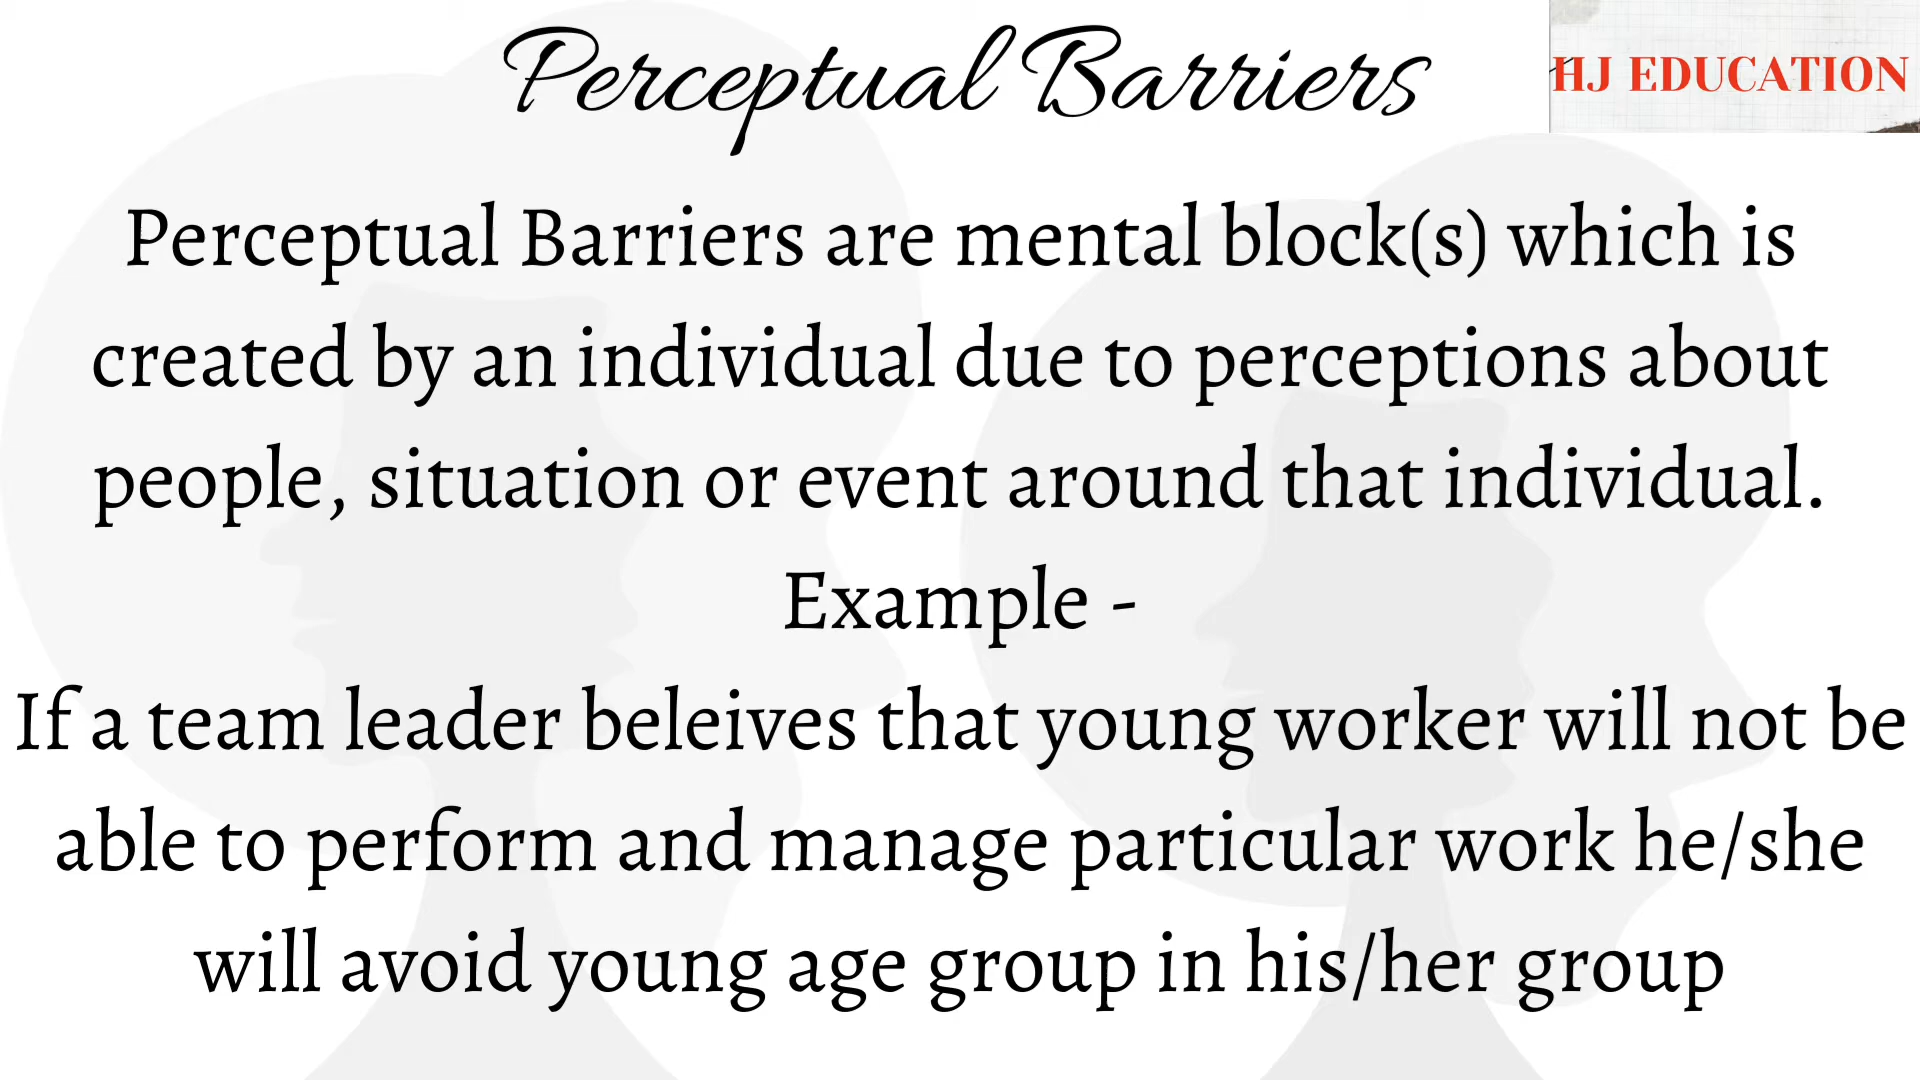 Perceptual Barriers
HJ EDUCATION
Perceptual Barriers are mental block(s) which is
created by an individual due to perceptions about
people, situation or event around that individual.
Example -
If a team leader beleives that young worker will not be
able to perform and manage particular work he/she
will avoid young age group in his/her group